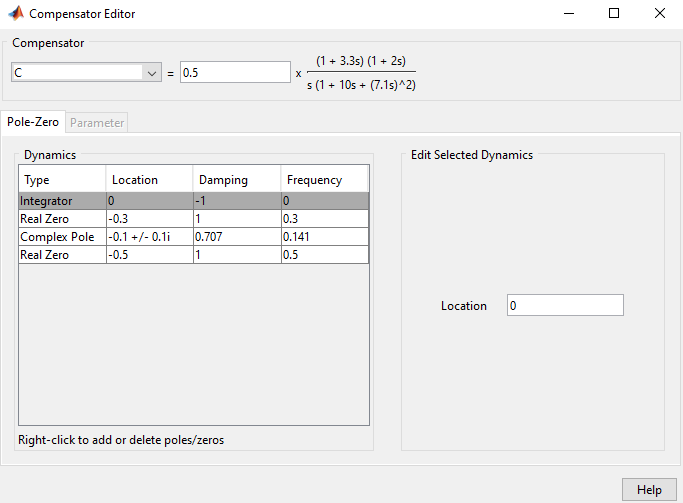 Compensator Editor
Compensator
C = 0.5 x (1 + 3.3s) (1 + 2s)
s (1 + 10s + (7.1s)^2)
Pole-Zero Parameter
Dynamics
Type Location Damping Frequency
Integrator 0 -1 0
Real Zero -0.3 1 0.3
Complex Pole -0.1 +/- 0.1i 0.707 0.141
Real Zero -0.5 1 0.5
Right-click to add or delete poles/zeros
Edit Selected Dynamics
Location 0
Help